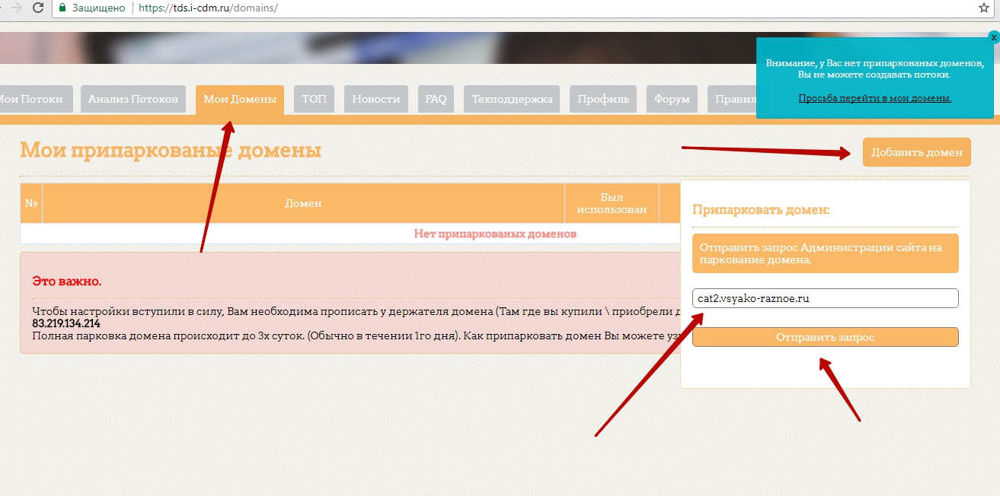 Защищено
https://tds.i-cdm.ru/domains/
x
Внимание, у Вас нет припаркованых доменов,
Вы не можете создавать потоки.
Просьба перейти в мои домены.
Мои Потоки
Анализ Потоков
Мои Домены
ТОП
Новости
FAQ
Техподдержка
Профиль
Форум
Правил
Мои припаркованые домены
Добавить домен
№
Домен
Был
использован
Нет припаркованых доменов
Это важно.
Чтобы настройки вступили в силу, Вам необходима прописать у держателя домена (Там где вы купили \ приобрели д
83.219.134.214
Полная парковка домена происходит до 3х суток. (Обычно в течении 1го дня). Как припарковать домен Вы можете уз
Припарковать домен:
Отправить запрос Администрации сайта на
паркование домена.
cat2.vsyako-raznoe.ru
Отправить запрос